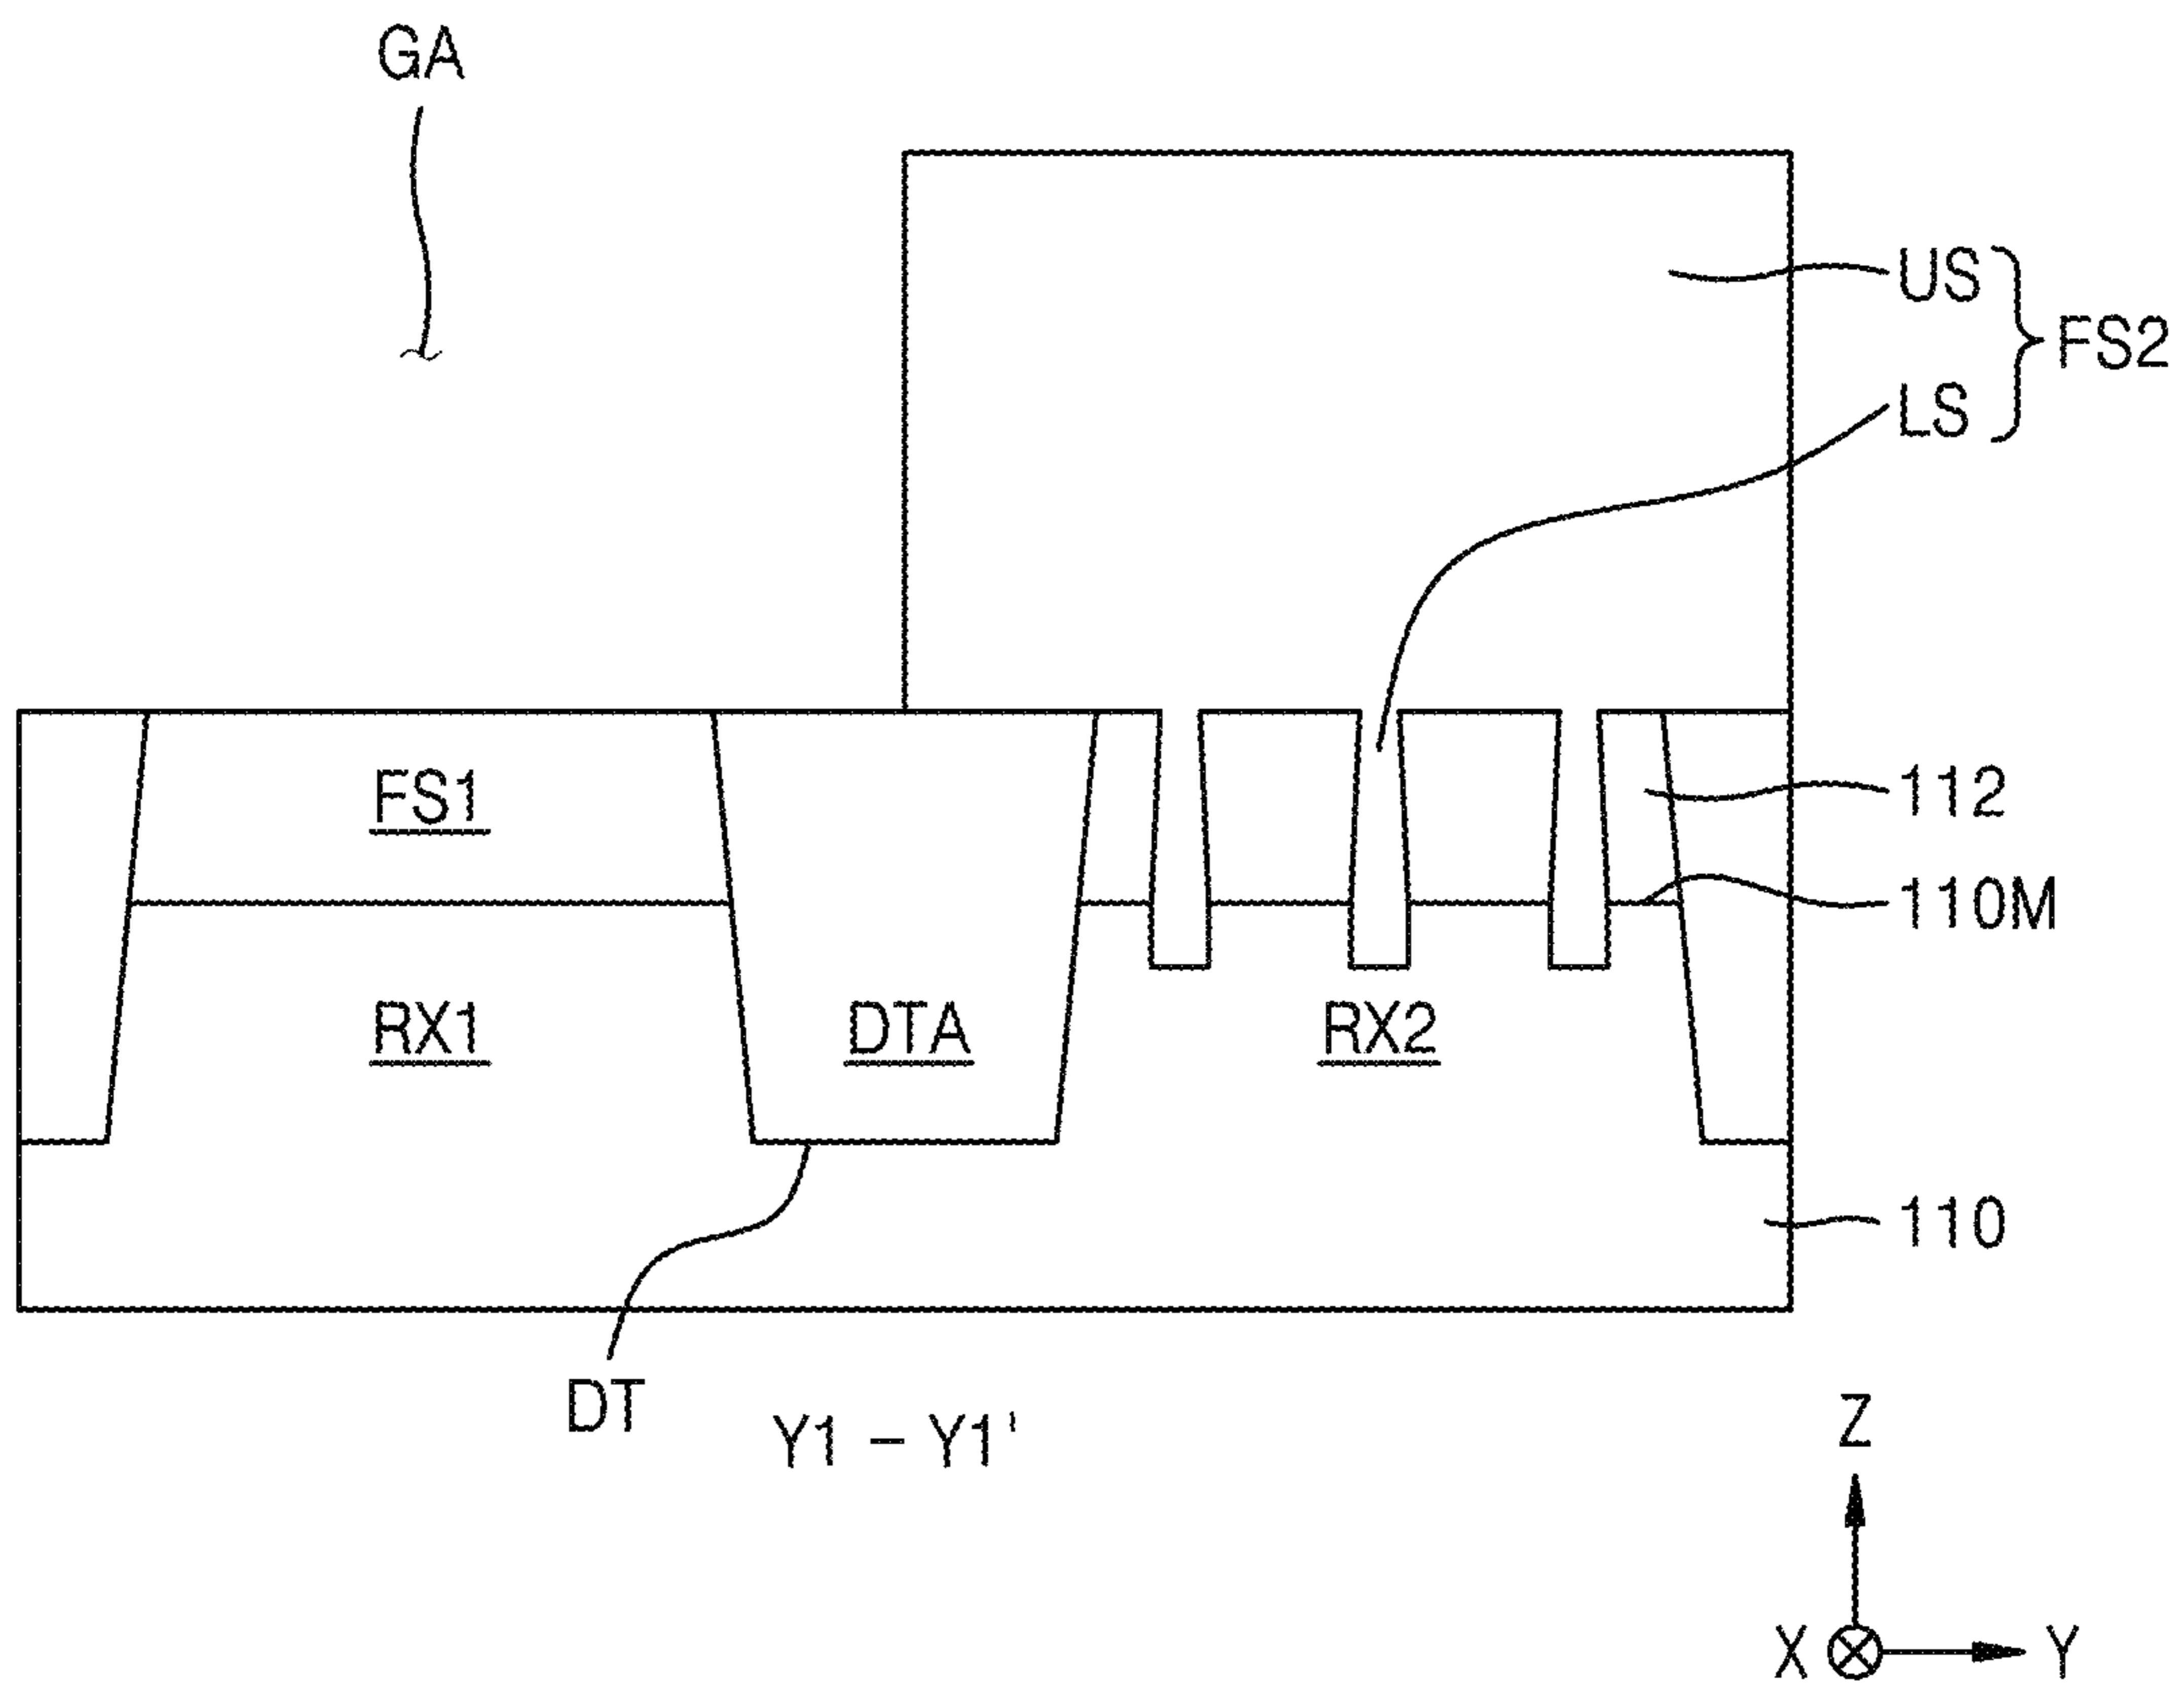 GA
US
FS2
LS
FS1
112
110M
RX1
DTA
RX2
110
DT
Y1 – Y1'
Z
X
Y